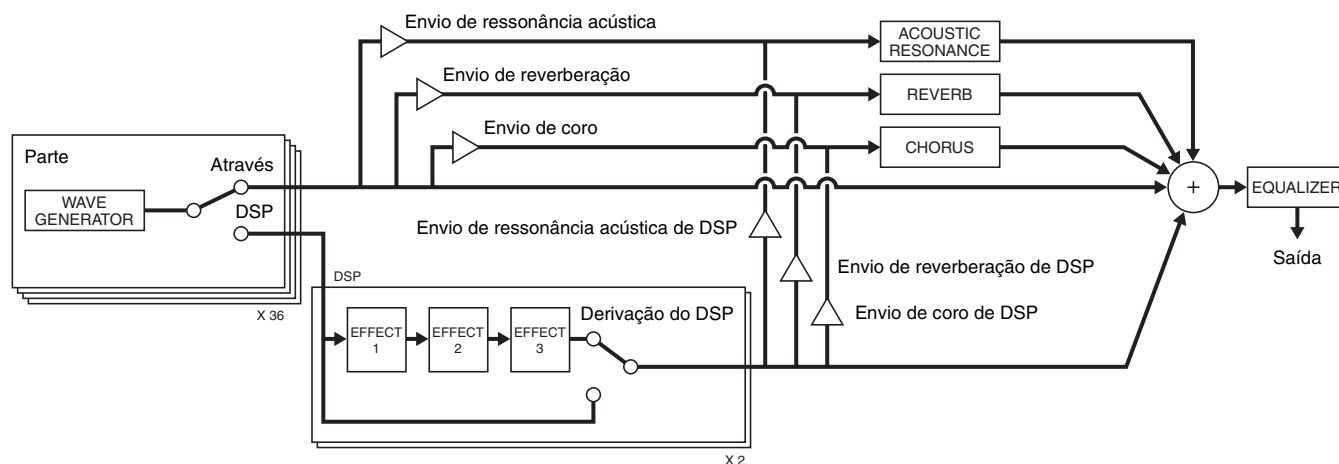 Envio de ressonância acústica
ACOUSTIC
RESONANCE
Envio de reverberação
REVERB
Envio de coro
CHORUS
Parte
Através
WAVE
GENERATOR
DSP
+
EQUALIZER
Saída
Envio de ressonância acústica de DSP
Envio de reverberação de DSP
Envio de coro de DSP
X 36
DSP
Derivação do DSP
EFFECT
1
EFFECT
2
EFFECT
3
X 2